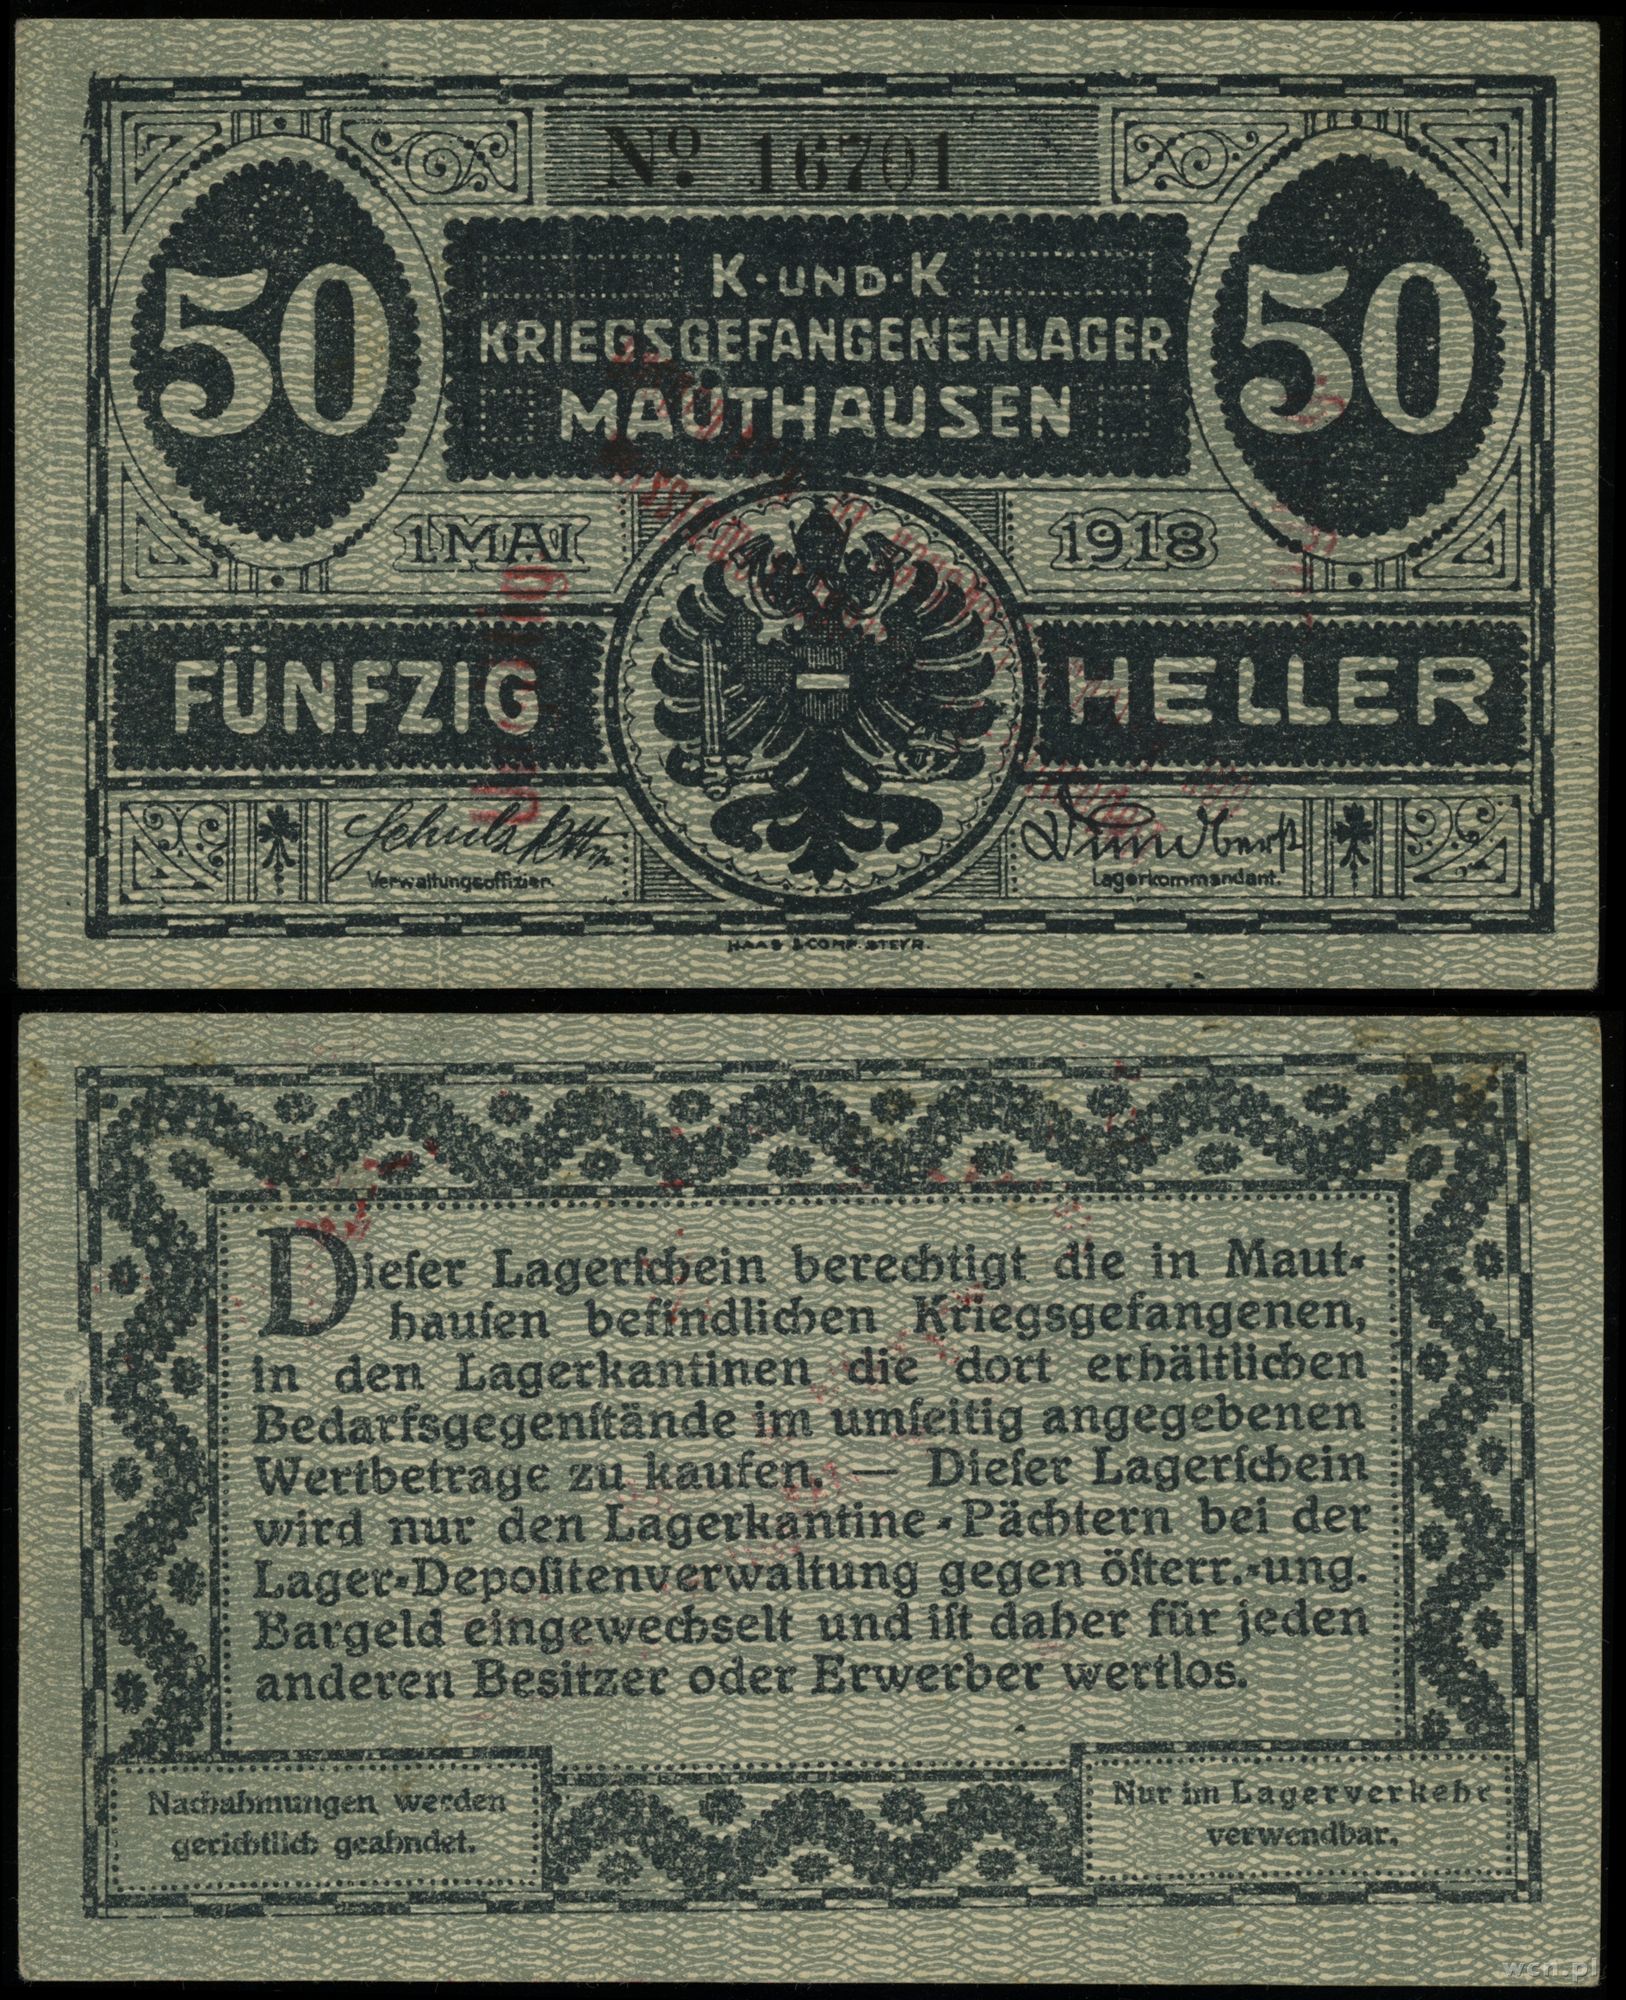 No. 16701
50
50
K·UND·K
KRIEGSGEFANGENENLAGER
MAUTHAUSEN
1 MAI
1918
FÜNFZIG
HELLER
Verwaltungsoffizier.
Lagerkommandant.
HAAS & COMP. STEYR.
Dieſer Lagerſchein berechtigt die in Maut-
hauſen befindlichen Kriegsgefangenen,
in den Lagerkantinen die dort erhältlichen
Bedarfsgegenſtände im umſeitig angegebenen
Wertbetrage zu kaufen. — Dieſer Lagerſchein
wird nur den Lagerkantine-Pächtern bei der
Lager-Depoſitenverwaltung gegen öſterr.-ung.
Bargeld eingewechselt und iſt daher für jeden
anderen Besitzer oder Erwerber wertlos.
Nachahmungen werden
gerichtlich geahndet.
Nur im Lagerverkehr
verwendbar.
wcn.pl